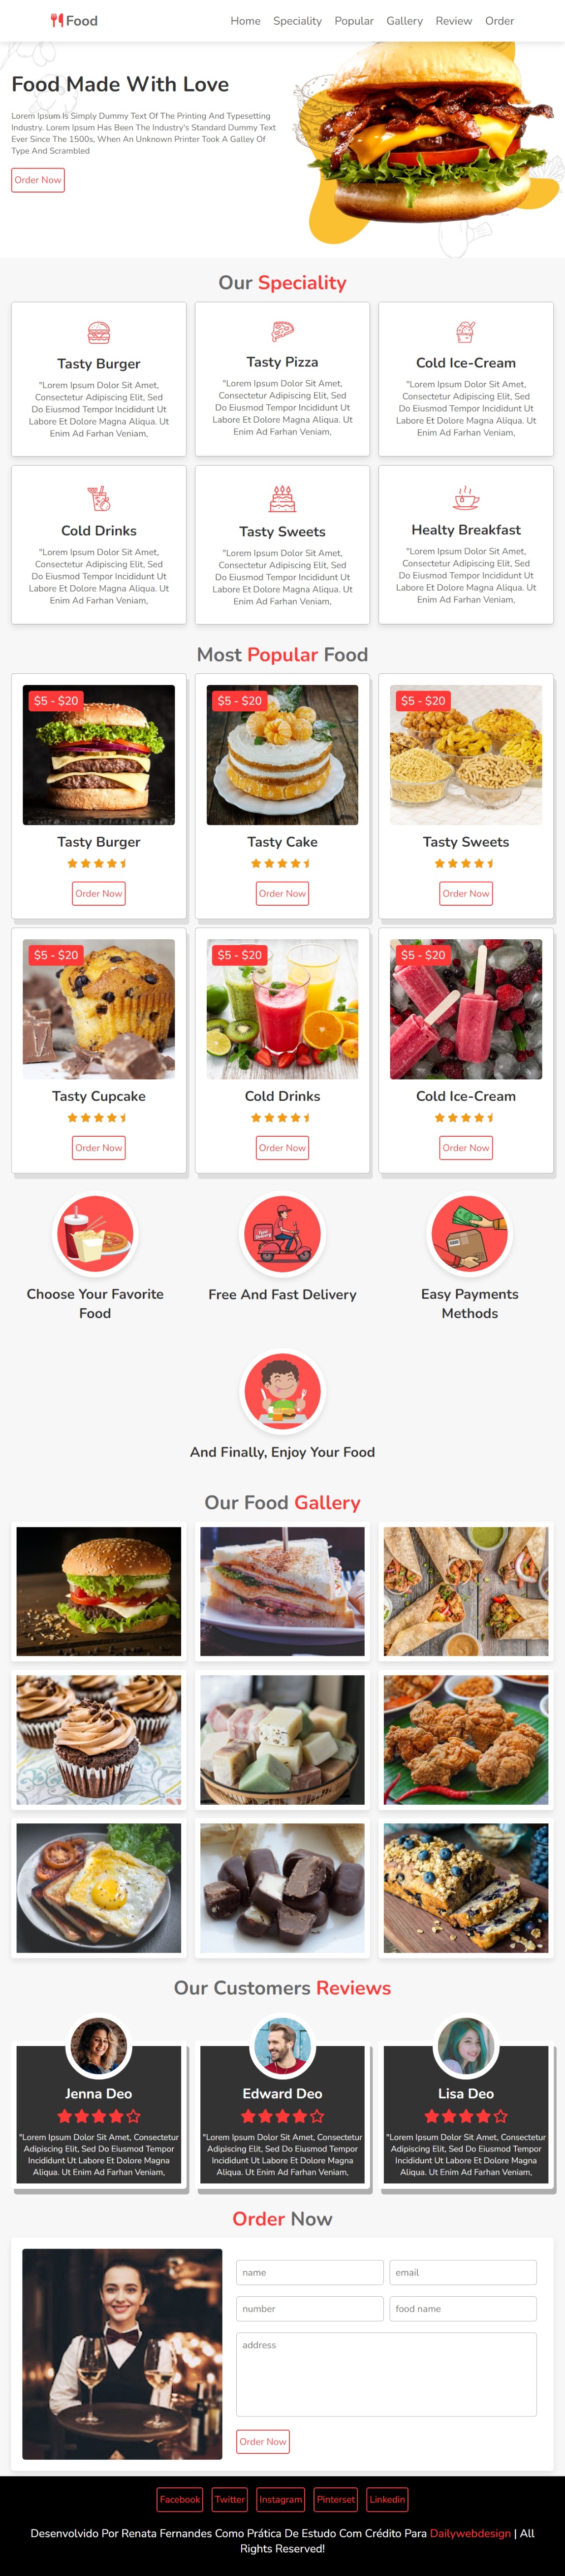 Food
Home Speciality Popular Gallery Review Order
Food Made With Love
Lorem Ipsum Is Simply Dummy Text Of The Printing And Typesetting
Industry. Lorem Ipsum Has Been The Industry's Standard Dummy Text
Ever Since The 1500s, When An Unknown Printer Took A Galley Of
Type And Scrambled
Order Now
Our Speciality
Tasty Burger
"Lorem Ipsum Dolor Sit Amet,
Consectetur Adipiscing Elit, Sed
Do Eiusmod Tempor Incididunt Ut
Labore Et Dolore Magna Aliqua. Ut
Enim Ad Farhan Veniam,
Tasty Pizza
"Lorem Ipsum Dolor Sit Amet,
Consectetur Adipiscing Elit, Sed
Do Eiusmod Tempor Incididunt Ut
Labore Et Dolore Magna Aliqua. Ut
Enim Ad Farhan Veniam,
Cold Ice-Cream
"Lorem Ipsum Dolor Sit Amet,
Consectetur Adipiscing Elit, Sed
Do Eiusmod Tempor Incididunt Ut
Labore Et Dolore Magna Aliqua. Ut
Enim Ad Farhan Veniam,
Cold Drinks
"Lorem Ipsum Dolor Sit Amet,
Consectetur Adipiscing Elit, Sed
Do Eiusmod Tempor Incididunt Ut
Labore Et Dolore Magna Aliqua. Ut
Enim Ad Farhan Veniam,
Tasty Sweets
"Lorem Ipsum Dolor Sit Amet,
Consectetur Adipiscing Elit, Sed
Do Eiusmod Tempor Incididunt Ut
Labore Et Dolore Magna Aliqua. Ut
Enim Ad Farhan Veniam,
Healty Breakfast
"Lorem Ipsum Dolor Sit Amet,
Consectetur Adipiscing Elit, Sed
Do Eiusmod Tempor Incididunt Ut
Labore Et Dolore Magna Aliqua. Ut
Enim Ad Farhan Veniam,
Most Popular Food
$5 - $20
Tasty Burger
Order Now
$5 - $20
Tasty Cake
Order Now
$5 - $20
Tasty Sweets
Order Now
$5 - $20
Tasty Cupcake
Order Now
$5 - $20
Cold Drinks
Order Now
$5 - $20
Cold Ice-Cream
Order Now
Choose Your Favorite
Food
Free And Fast Delivery
Easy Payments
Methods
And Finally, Enjoy Your Food
Our Food Gallery
Our Customers Reviews
Jenna Deo
"Lorem Ipsum Dolor Sit Amet, Consectetur
Adipiscing Elit, Sed Do Eiusmod Tempor
Incididunt Ut Labore Et Dolore Magna
Aliqua. Ut Enim Ad Farhan Veniam,
Edward Deo
"Lorem Ipsum Dolor Sit Amet, Consectetur
Adipiscing Elit, Sed Do Eiusmod Tempor
Incididunt Ut Labore Et Dolore Magna
Aliqua. Ut Enim Ad Farhan Veniam,
Lisa Deo
"Lorem Ipsum Dolor Sit Amet, Consectetur
Adipiscing Elit, Sed Do Eiusmod Tempor
Incididunt Ut Labore Et Dolore Magna
Aliqua. Ut Enim Ad Farhan Veniam,
Order Now
name
email
number
food name
address
Order Now
Facebook Twitter Instagram Pinterset Linkedin
Desenvolvido Por Renata Fernandes Como Prática De Estudo Com Crédito Para Dailywebdesign | All
Rights Reserved!